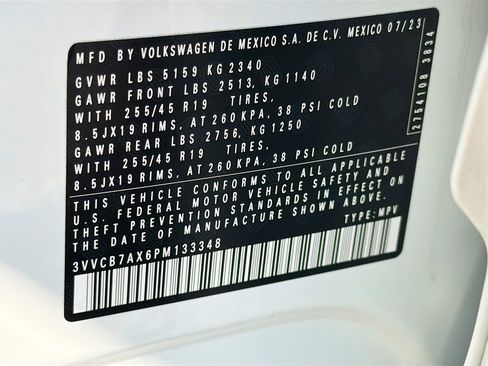 MFD BY VOLKSWAGEN DE MEXICO S.A. DE C.V. MEXICO 07/23
GVWR LBS 5159 KG 2340
GAWR FRONT LBS 2513, KG 1140
WITH 255/45 R19 TIRES,
8.5JX19 RIMS, AT 260KPA, 38 PSI COLD
GAWR REAR LBS 2756, KG 1250
WITH 255/45 R19 TIRES,
8.5JX19 RIMS, AT 260KPA, 38 PSI COLD
THIS VEHICLE CONFORMS TO ALL APPLICABLE
U.S. FEDERAL MOTOR VEHICLE SAFETY AND
THEFT PREVENTION STANDARDS IN EFFECT ON
THE DATE OF MANUFACTURE SHOWN ABOVE.
3VVCB7AX6PM133348 TYPE: MPV
2754108 3834